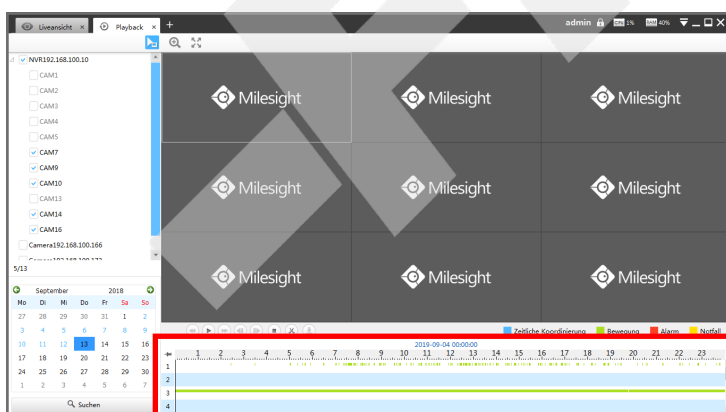 Liveansicht × Playback × + admin CPU 1% RAM 40%
NVR192.168.100.10
CAM1
CAM2
CAM3
CAM4
CAM5
CAM7
CAM9
CAM10
CAM13
CAM14
CAM16
Camera192.168.100.166
Camera192.168.100.172
5/13
Milesight Milesight Milesight
Milesight Milesight Milesight
Milesight Milesight Milesight
September 2018
Mo Di Mi Do Fr Sa So
27 28 29 30 31 1 2
3 4 5 6 7 8 9
10 11 12 13 14 15 16
17 18 19 20 21 22 23
24 25 26 27 28 29 30
1 2 3 4 5 6 7
Suchen
Zeitliche Koordinierung Bewegung Alarm Notfall
2019-09-04 00:00:00
1 2 3 4 5 6 7 8 9 10 11 12 13 14 15 16 17 18 19 20 21 22 23
1
2
3
4